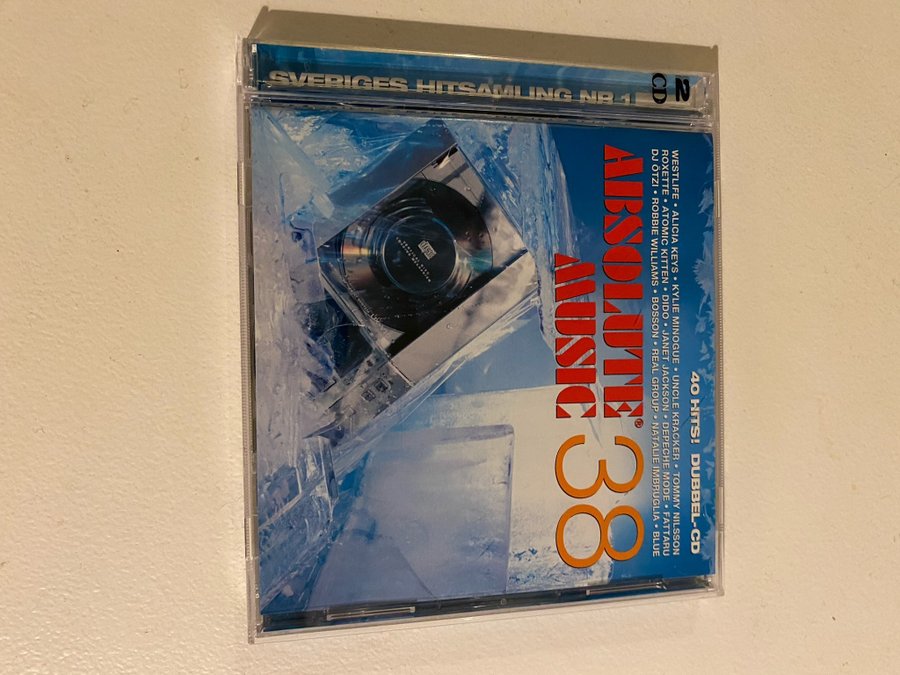 SVERIGES HITSAMLING NR 1
2
CD
40 HITS! DUBBEL-CD
WESTLIFE • ALICIA KEYS • KYLIE MINOGUE • UNCLE KRACKER • TOMMY NILSSON
ROXETTE • ATOMIC KITTEN • DIDO • JANET JACKSON • DEPECHE MODE • FATTARU
DJ ÖTZI • ROBBIE WILLIAMS • BOSSON • REAL GROUP • NATALIE IMBRUGLIA • BLUE
ABSOLUTE®
MUSIC 38